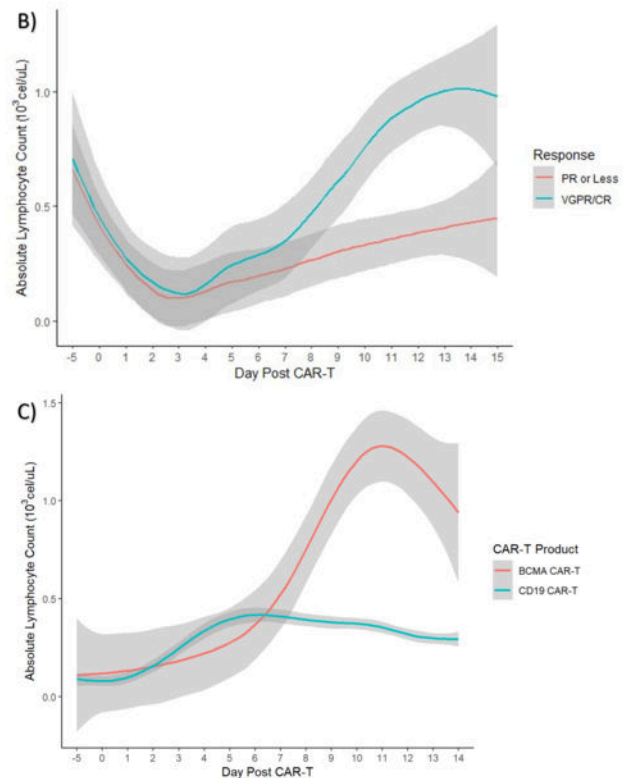 B)
Absolute Lymphocyte Count (10³cel/uL)
1.0
0.5
0.0
-5 0 1 2 3 4 5 6 7 8 9 10 11 12 13 14 15
Day Post CAR-T
Response
PR or Less
VGPR/CR
C)
Absolute Lymphocyte Count (10³cel/uL)
1.5
1.0
0.5
0.0
-5 0 1 2 3 4 5 6 7 8 9 10 11 12 13 14
Day Post CAR-T
CAR-T Product
BCMA CAR-T
CD19 CAR-T